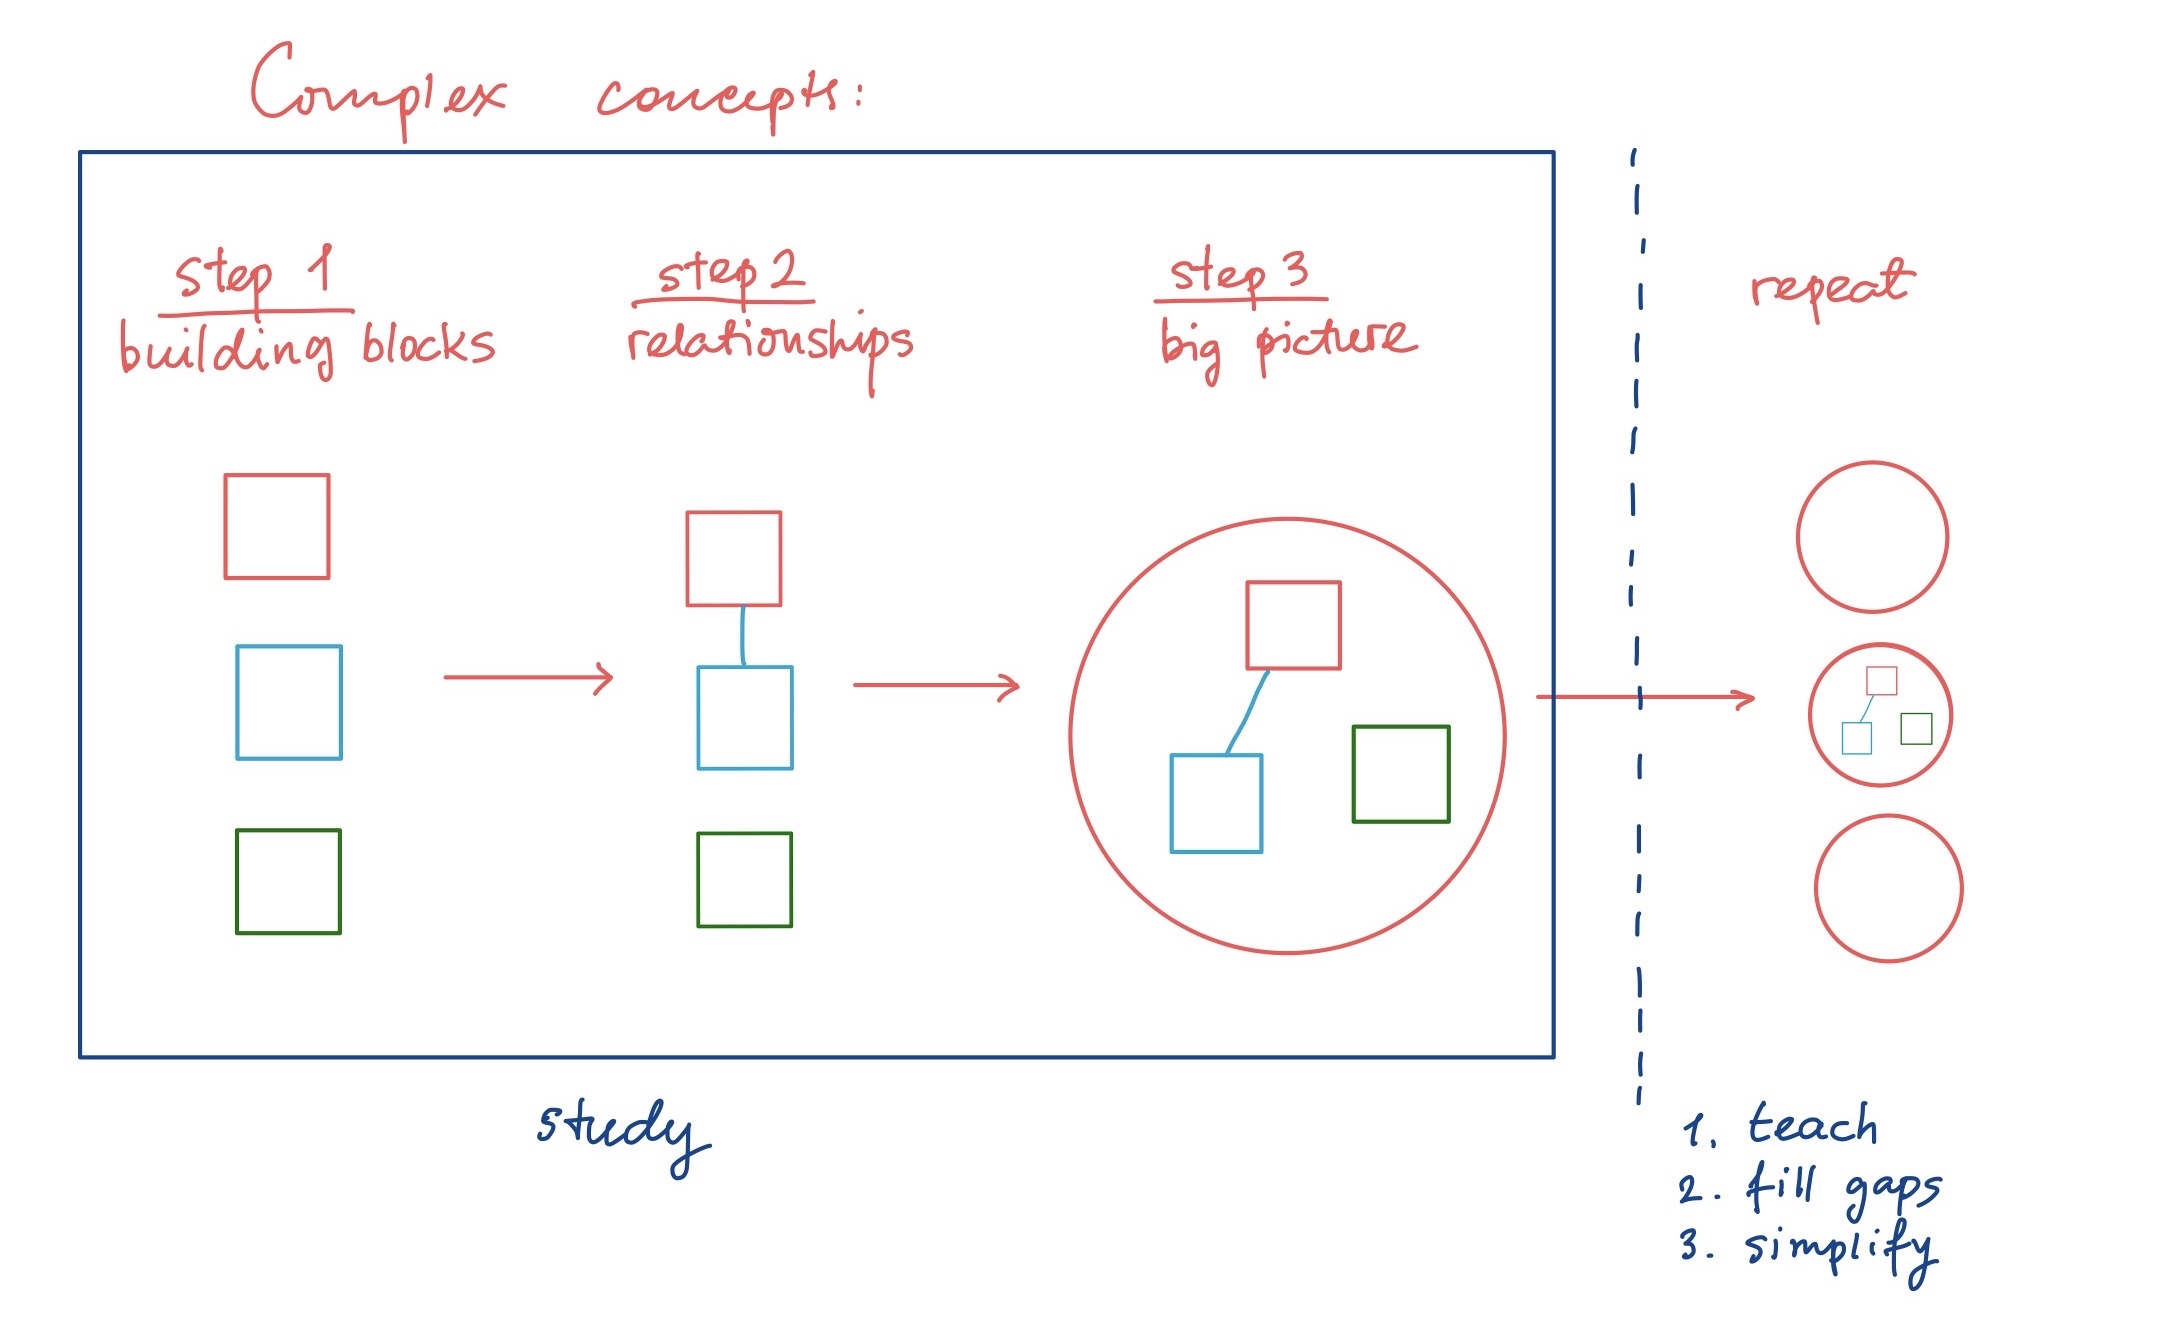 Complex concepts:
step 1
building blocks
step 2
relationships
step 3
big picture
repeat
study
1. teach
2. fill gaps
3. simplify